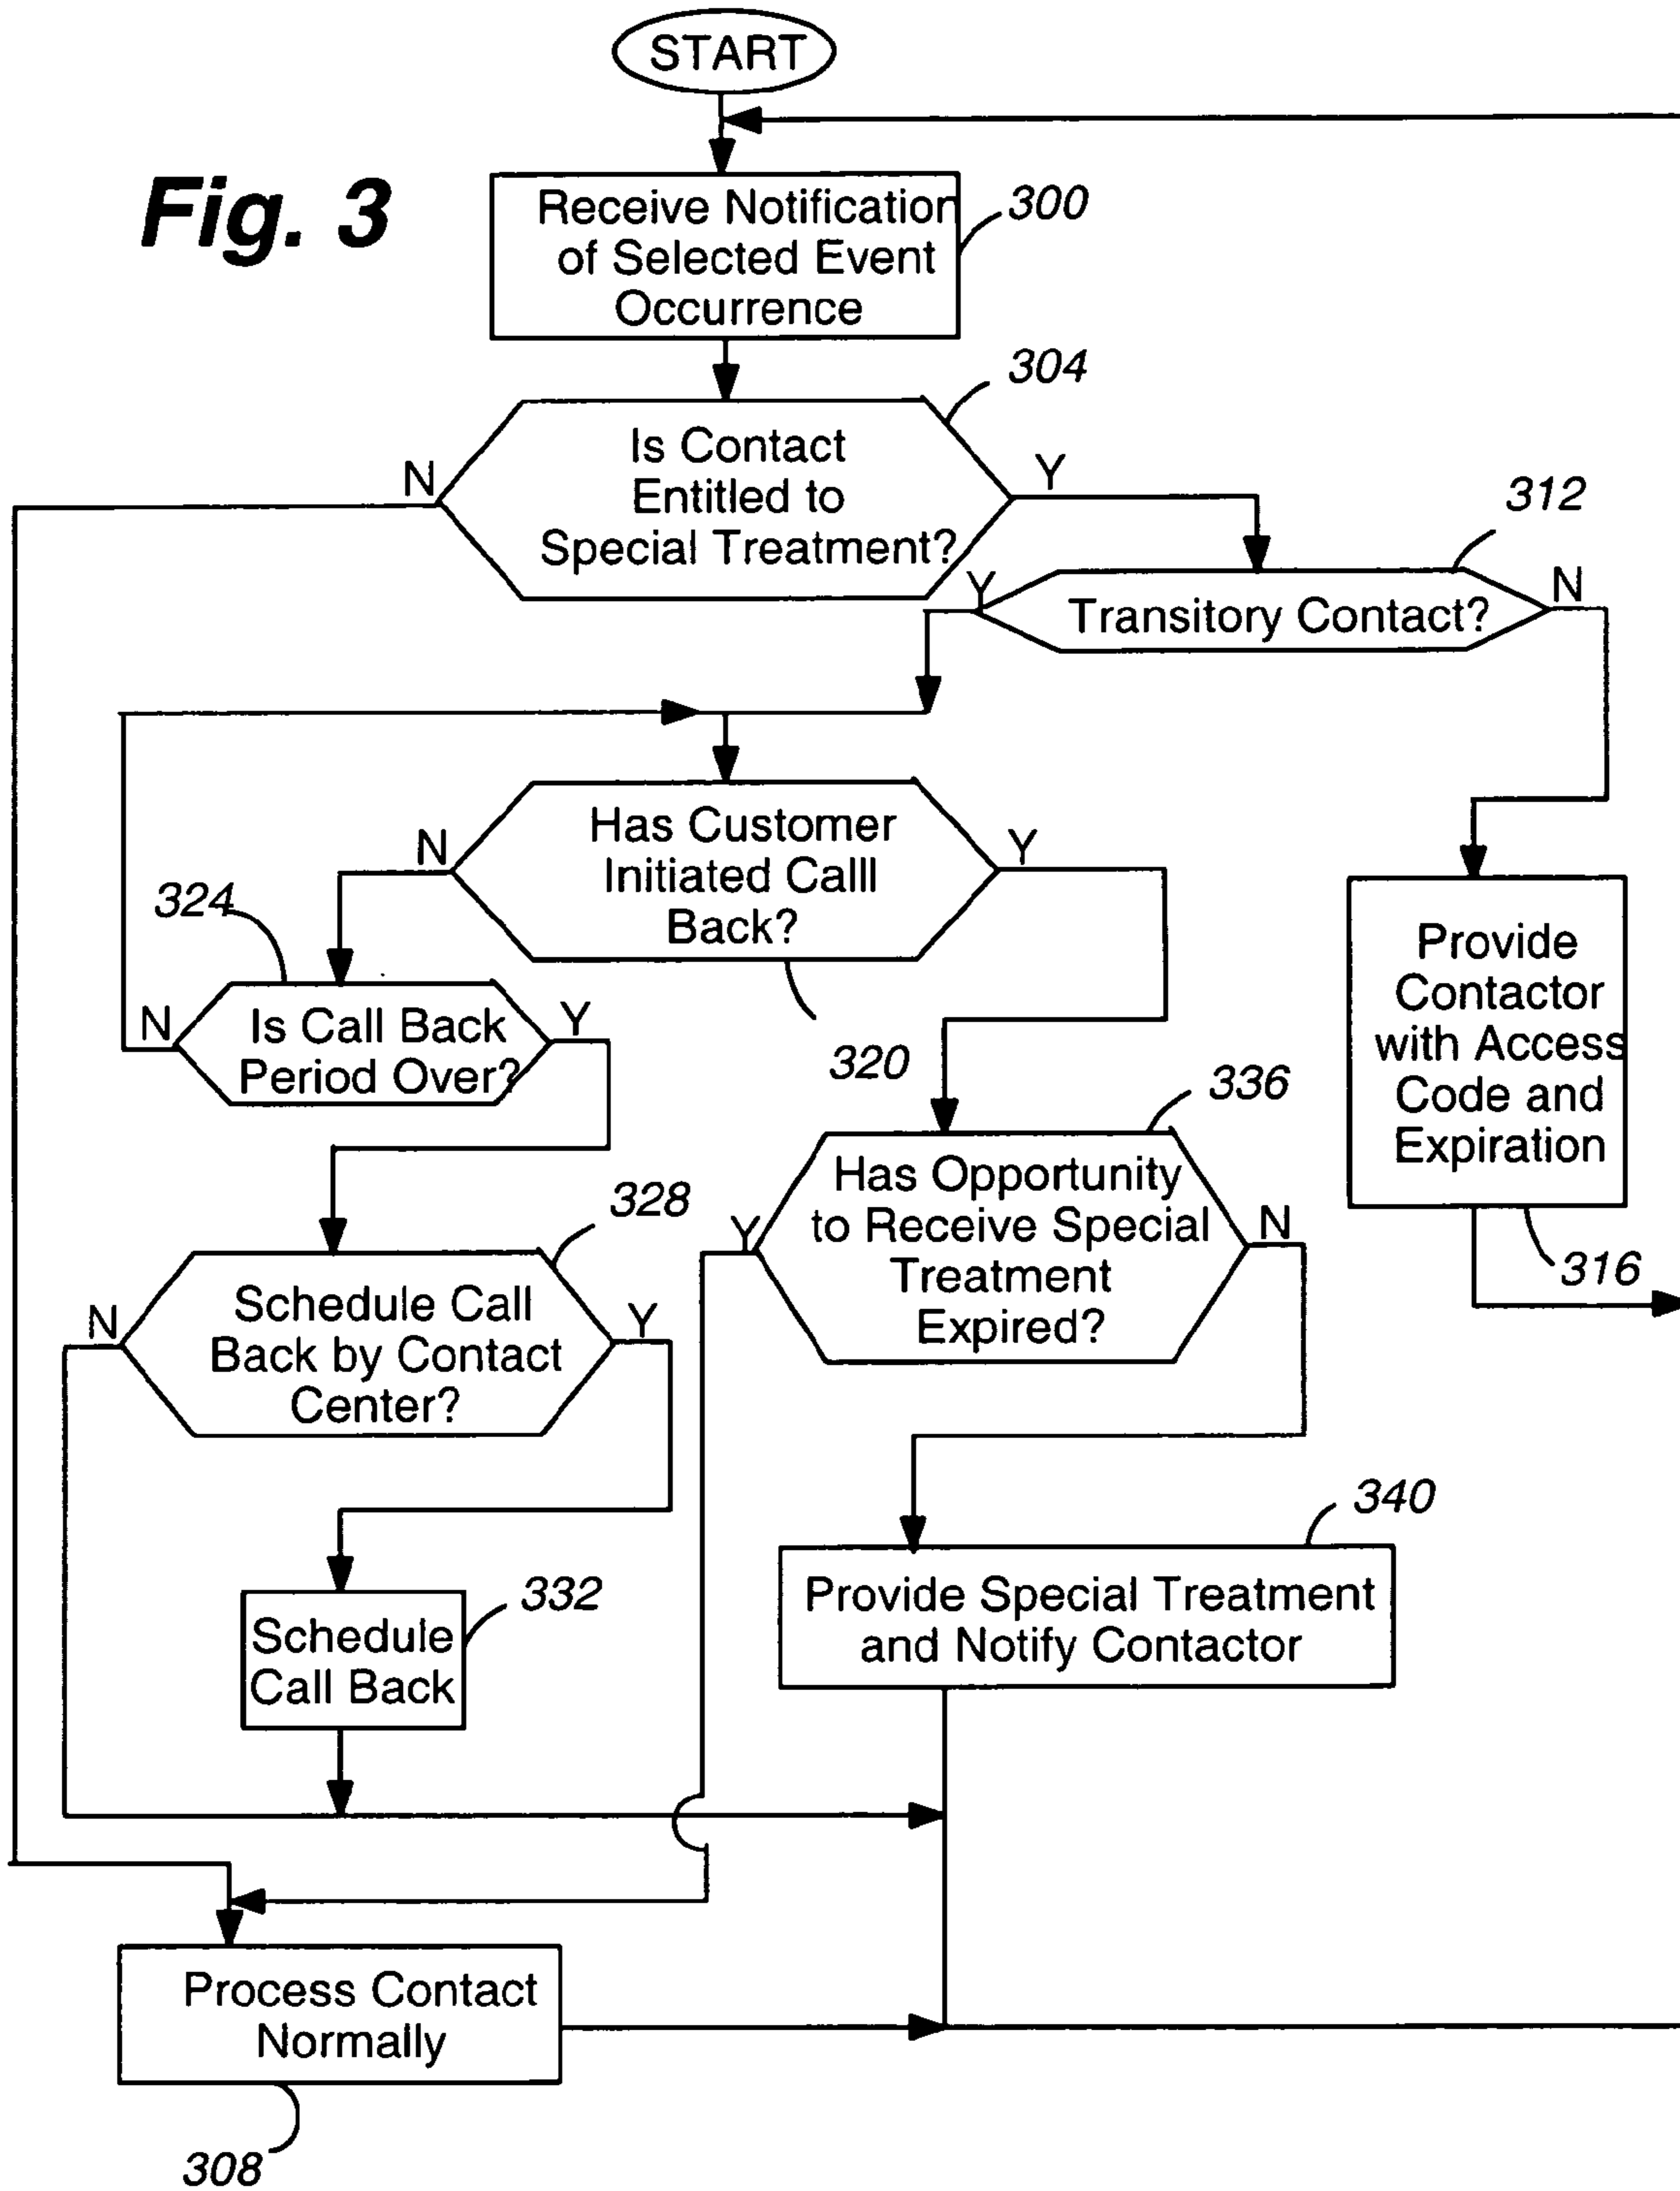 START
Fig. 3
Receive Notification
of Selected Event
Occurrence
300
304
Is Contact
Entitled to
Special Treatment?
N
Y
312
Transitory Contact?
Y
N
Has Customer
Initiated Calll
Back?
N
Y
320
324
Is Call Back
Period Over?
N
Y
Provide
Contactor
with Access
Code and
Expiration
316
336
Has Opportunity
to Receive Special
Treatment
Expired?
Y
N
328
Schedule Call
Back by Contact
Center?
N
Y
340
Provide Special Treatment
and Notify Contactor
332
Schedule
Call Back
Process Contact
Normally
308